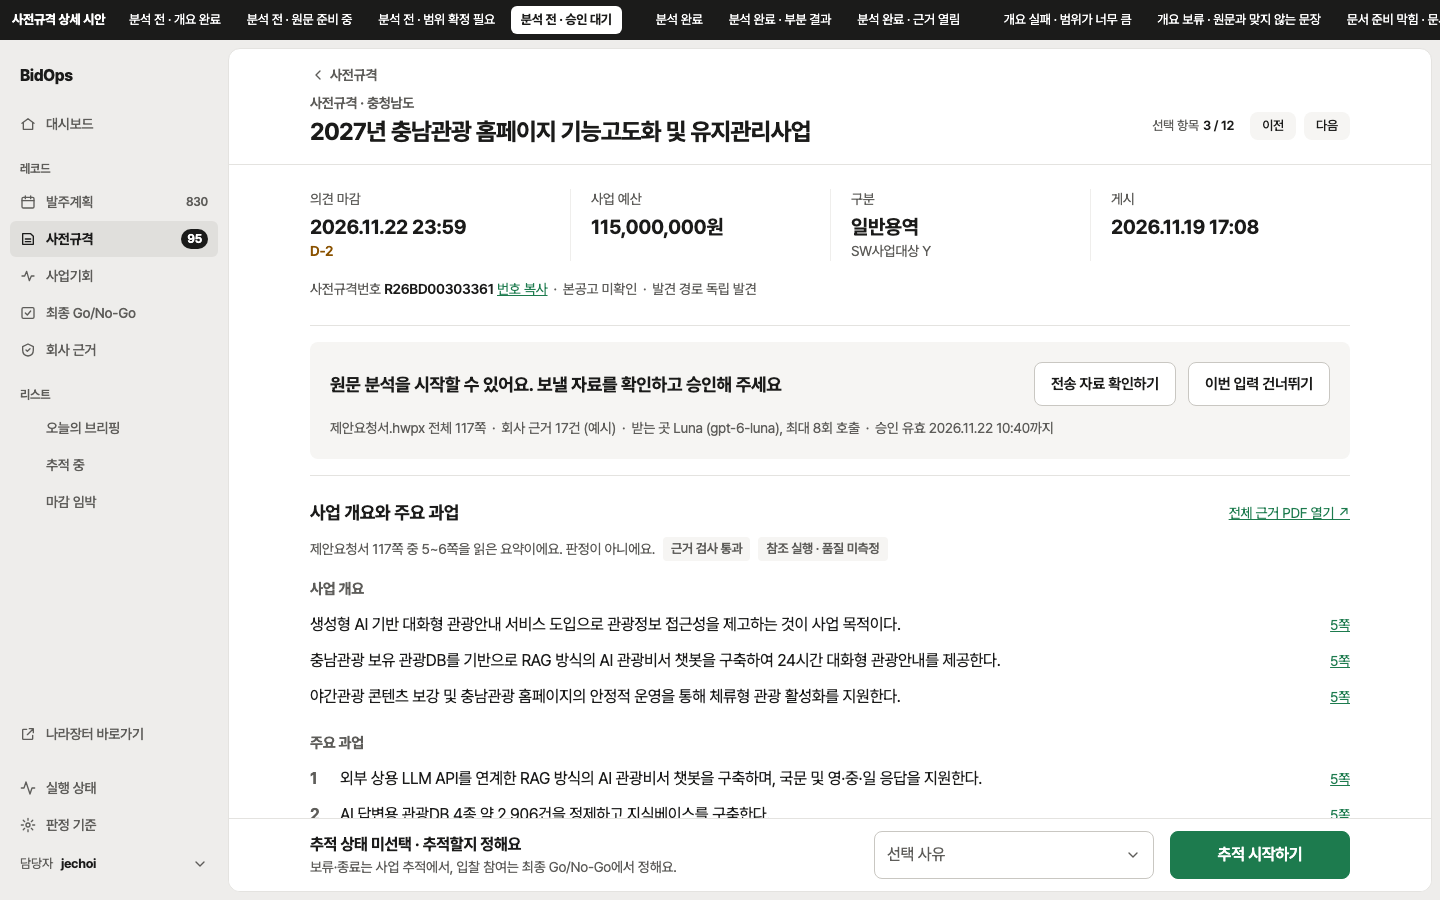 사전규격 상세 시안
분석 전 · 개요 완료
분석 전 · 원문 준비 중
분석 전 · 범위 확정 필요
분석 전 · 승인 대기
분석 완료
분석 완료 · 부분 결과
분석 완료 · 근거 열림
개요 실패 · 범위가 너무 큼
개요 보류 · 원문과 맞지 않는 문장
문서 준비 막힘 · 문
BidOps
대시보드
레코드
발주계획 830
사전규격 95
사업기회
최종 Go/No-Go
회사 근거
리스트
오늘의 브리핑
추적 중
마감 임박
나라장터 바로가기
실행 상태
판정 기준
담당자 jechoi
사전규격
사전규격 · 충청남도
2027년 충남관광 홈페이지 기능고도화 및 유지관리사업
선택 항목 3 / 12
이전
다음
의견 마감
2026.11.22 23:59
D-2
사업 예산
115,000,000원
구분
일반용역
SW사업대상 Y
게시
2026.11.19 17:08
사전규격번호 R26BD00303361 번호 복사 · 본공고 미확인 · 발견 경로 독립 발견
원문 분석을 시작할 수 있어요. 보낼 자료를 확인하고 승인해 주세요
전송 자료 확인하기
이번 입력 건너뛰기
제안요청서.hwpx 전체 117쪽 · 회사 근거 17건 (예시) · 받는 곳 Luna (gpt-6-luna), 최대 8회 호출 · 승인 유효 2026.11.22 10:40까지
사업 개요와 주요 과업
전체 근거 PDF 열기 ↗
제안요청서 117쪽 중 5~6쪽을 읽은 요약이에요. 판정이 아니에요. 근거 검사 통과 참조 실행 · 품질 미측정
사업 개요
생성형 AI 기반 대화형 관광안내 서비스 도입으로 관광정보 접근성을 제고하는 것이 사업 목적이다. 5쪽
충남관광 보유 관광DB를 기반으로 RAG 방식의 AI 관광비서 챗봇을 구축하여 24시간 대화형 관광안내를 제공한다. 5쪽
야간관광 콘텐츠 보강 및 충남관광 홈페이지의 안정적 운영을 통해 체류형 관광 활성화를 지원한다. 5쪽
주요 과업
1 외부 상용 LLM API를 연계한 RAG 방식의 AI 관광비서 챗봇을 구축하며, 국문 및 영·중·일 응답을 지원한다. 5쪽
2 AI 답변용 관광DB 4종 약 2,906건을 정제하고 지식베이스를 구축한다. 5쪽
추적 상태 미선택 · 추적할지 정해요
보류·종료는 사업 추적에서, 입찰 참여는 최종 Go/No-Go에서 정해요.
선택 사유
추적 시작하기